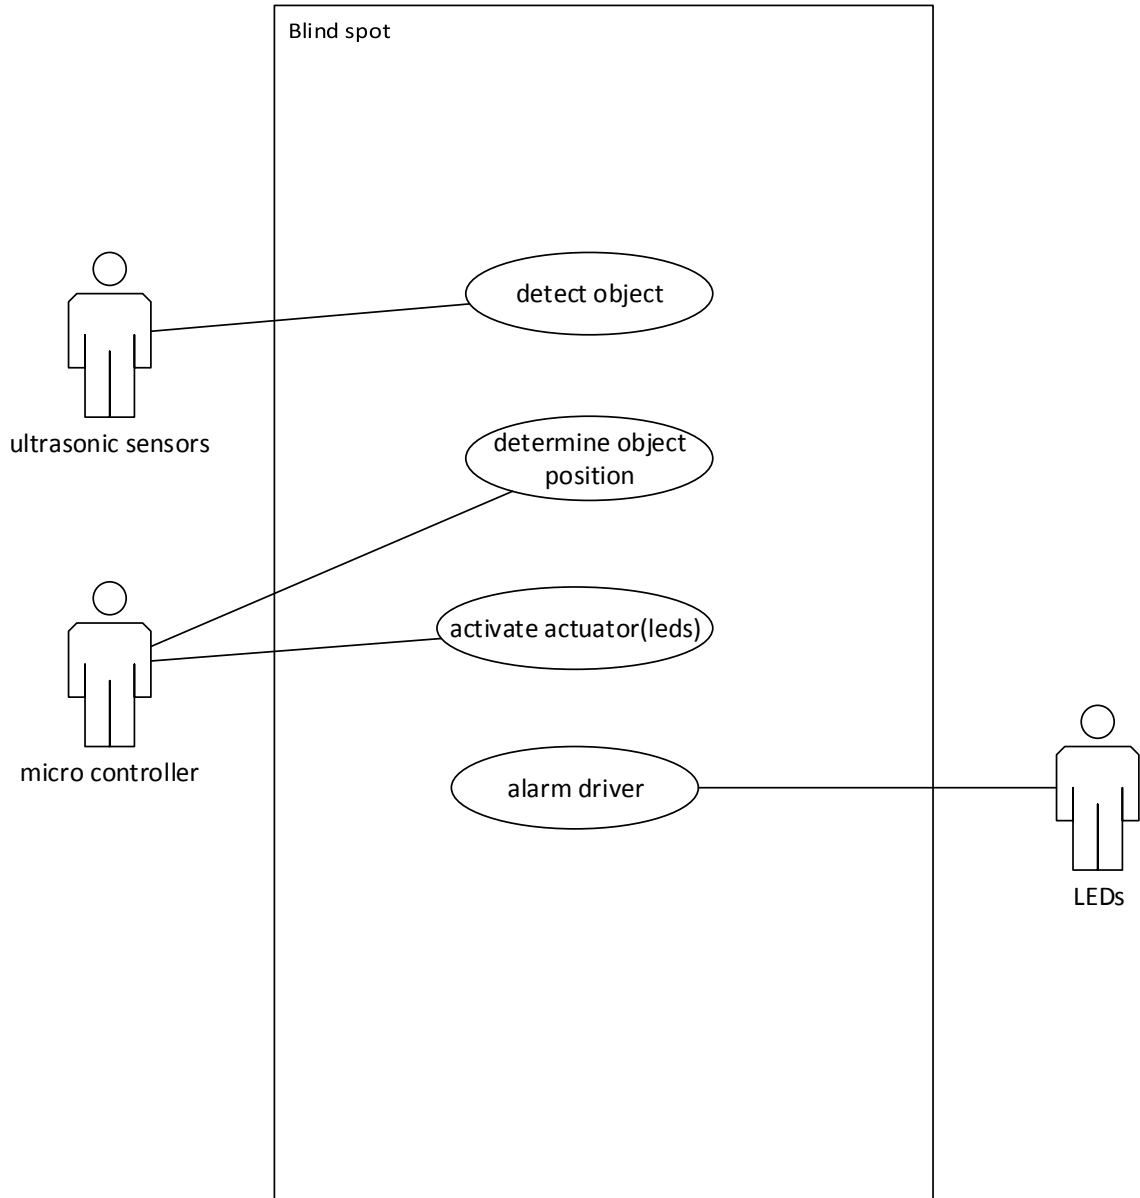 Blind spot
detect object
ultrasonic sensors
determine object
position
activate actuator(leds)
micro controller
alarm driver
LEDs